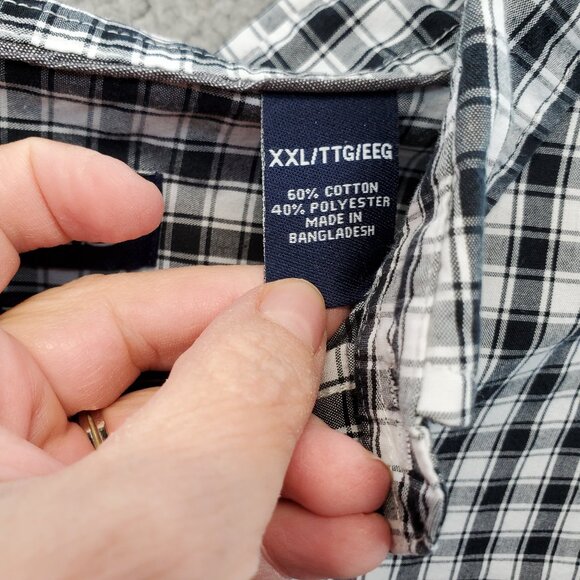 XXL/TTG/EEG
60% COTTON
40% POLYESTER
MADE IN
BANGLADESH